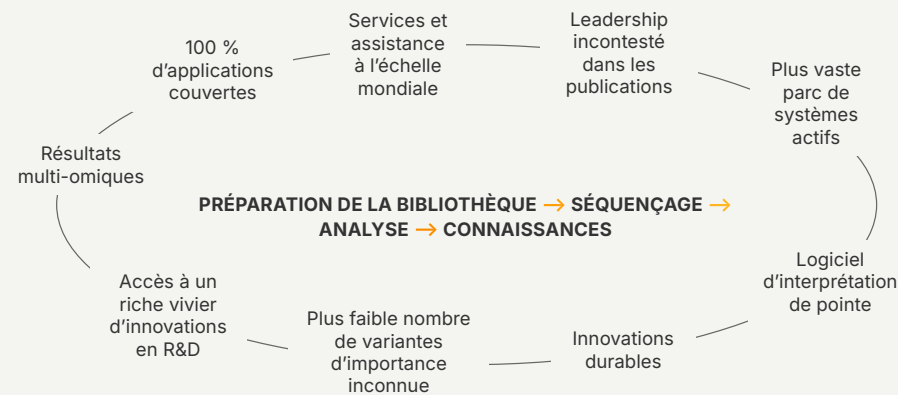 Services et
assistance
à l’échelle
mondiale
Leadership
incontesté
dans les
publications
Plus vaste
parc de
systèmes
actifs
Logiciel
d’interprétation
de pointe
Innovations
durables
Plus faible nombre
de variantes
d’importance
inconnue
Accès à un
riche vivier
d’innovations
en R&D
Résultats
multi-omiques
100 %
d’applications
couvertes
PRÉPARATION DE LA BIBLIOTHÈQUE → SÉQUENÇAGE →
ANALYSE → CONNAISSANCES